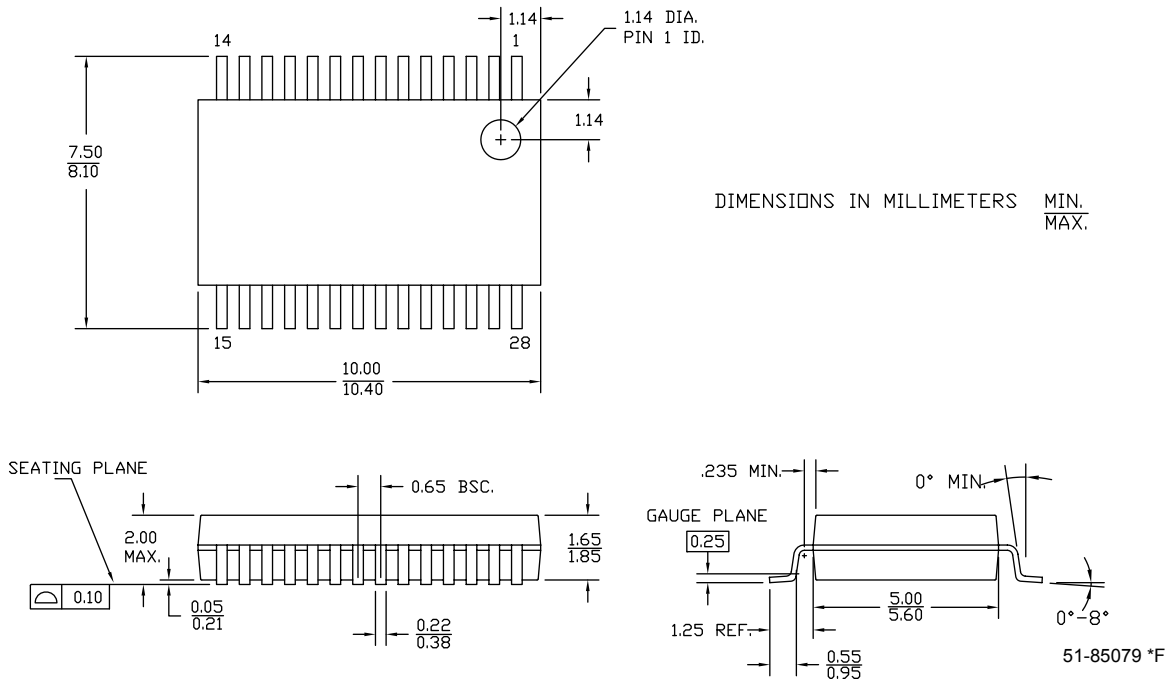 1.14
1.14 DIA.
PIN 1 ID.
14
1
1.14
7.50
8.10
DIMENSIONS IN MILLIMETERS
MIN.
MAX.
15
28
10.00
10.40
SEATING PLANE
0.65 BSC.
2.00
MAX.
1.65
1.85
0.10
0.05
0.21
0.22
0.38
.235 MIN.
0° MIN.
GAUGE PLANE
0.25
5.00
5.60
1.25 REF.
0.55
0.95
0°-8°
51-85079 *F